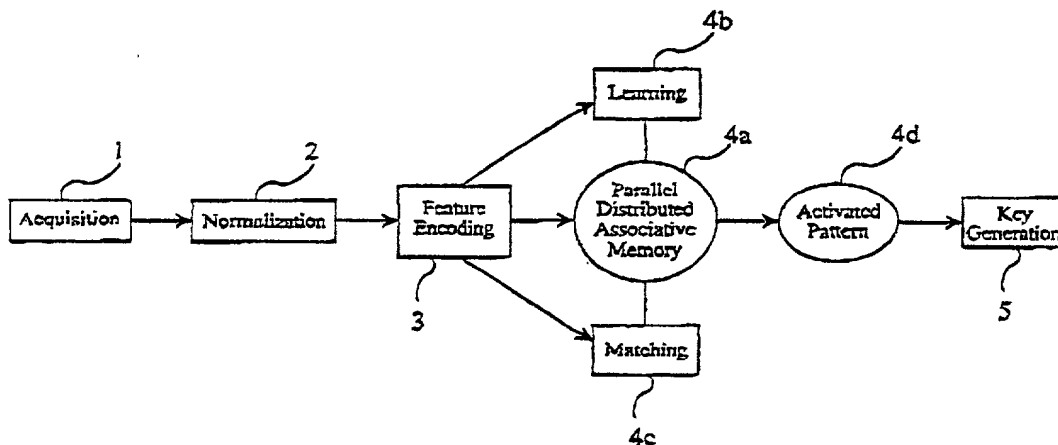 4b
Learning
1
2
4a
4d
Acquisition
Normalization
Feature
Encoding
Parallel
Distributed
Associative
Memory
Activated
Pattern
Key
Generation
3
5
Matching
4c